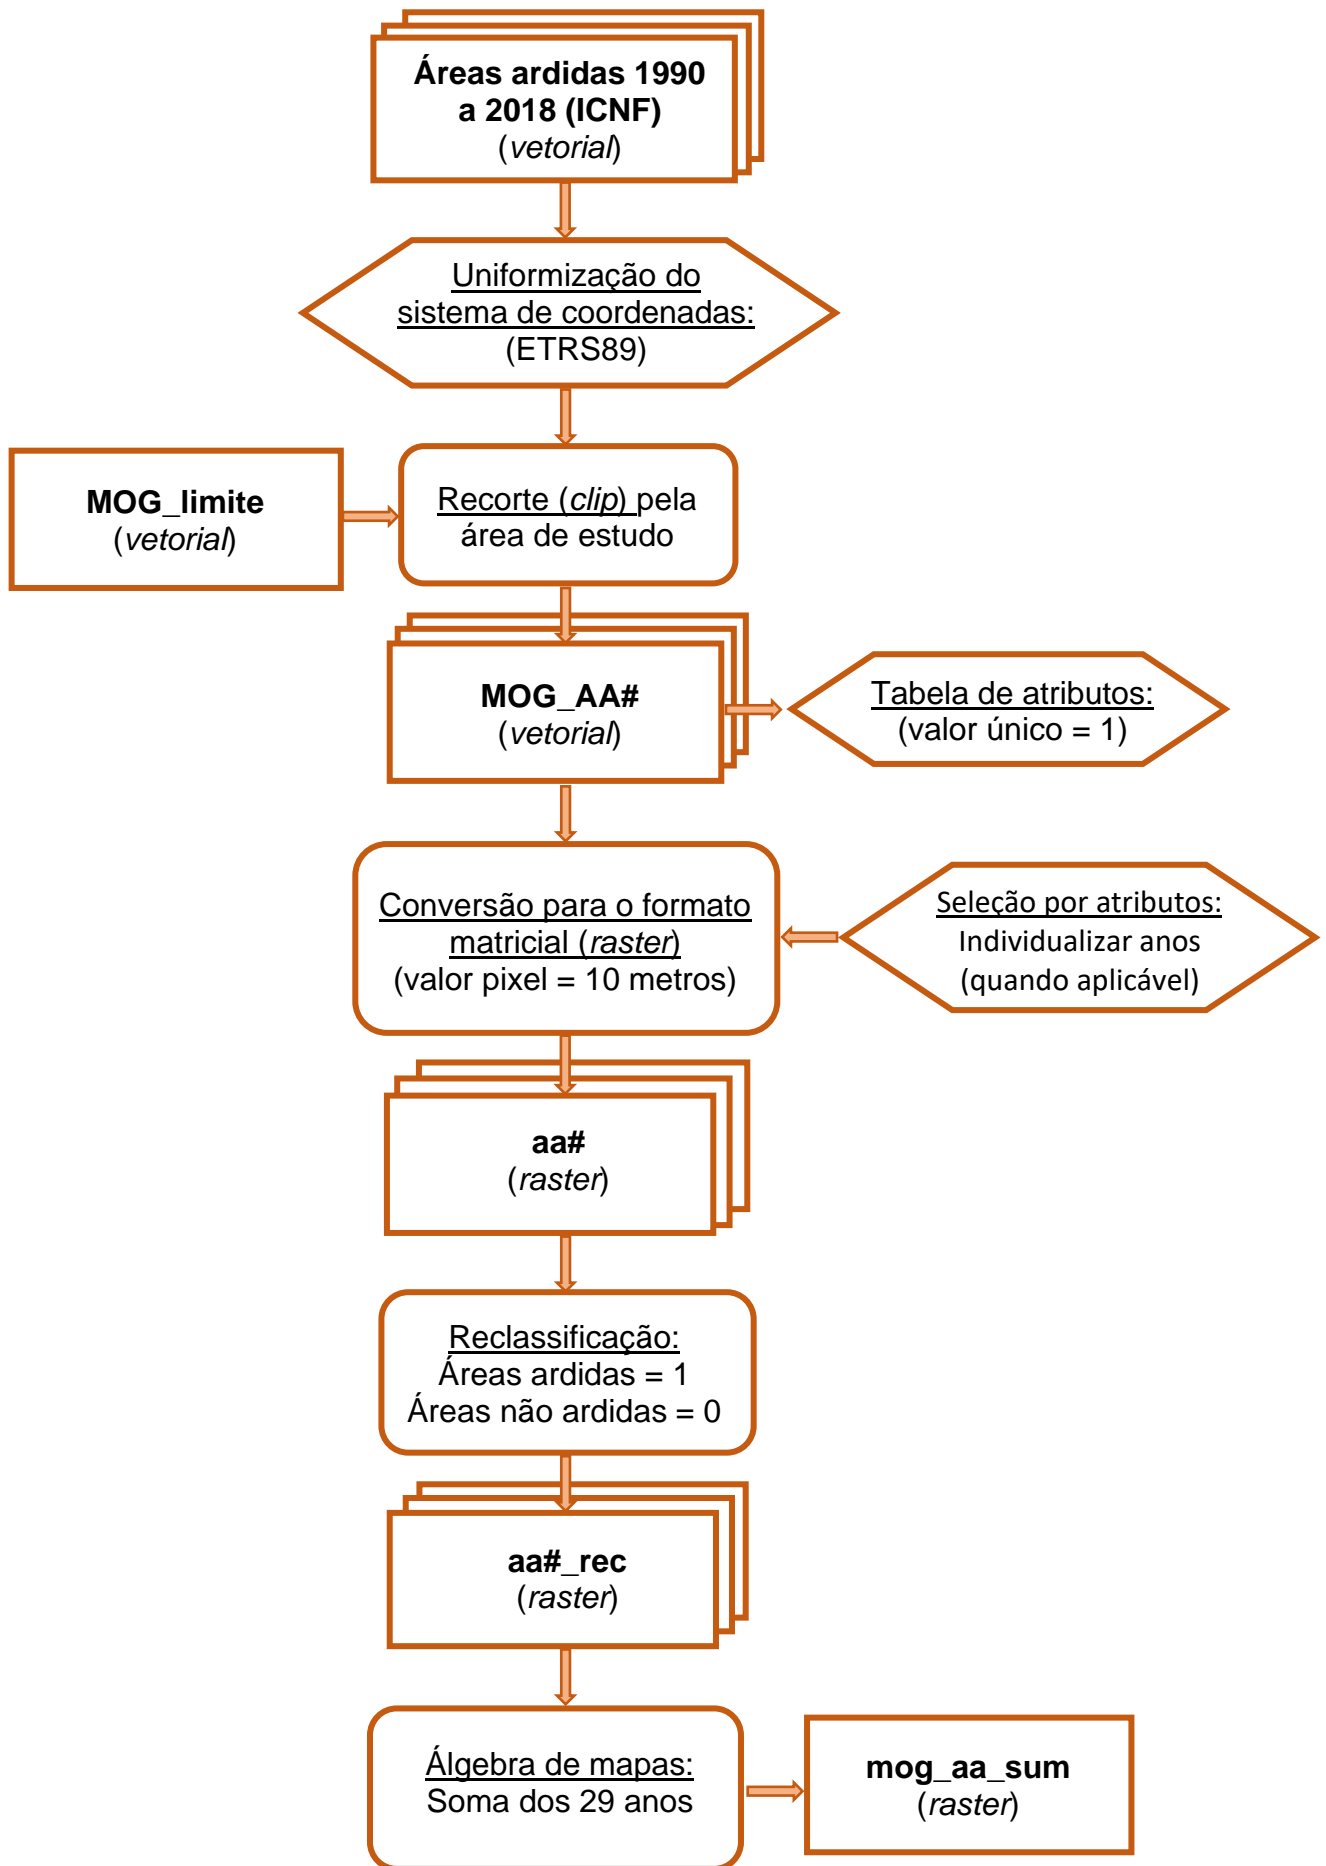 Áreas ardidas 1990
a 2018 (ICNF)
(vetorial)
Uniformização do
sistema de coordenadas:
(ETRS89)
MOG_limite
(vetorial)
Recorte (clip) pela
área de estudo
MOG_AA#
(vetorial)
Tabela de atributos:
(valor único = 1)
Conversão para o formato
matricial (raster)
(valor pixel = 10 metros)
Seleção por atributos:
Individualizar anos
(quando aplicável)
aa#
(raster)
Reclassificação:
Áreas ardidas = 1
Áreas não ardidas = 0
aa#_rec
(raster)
Álgebra de mapas:
Soma dos 29 anos
mog_aa_sum
(raster)